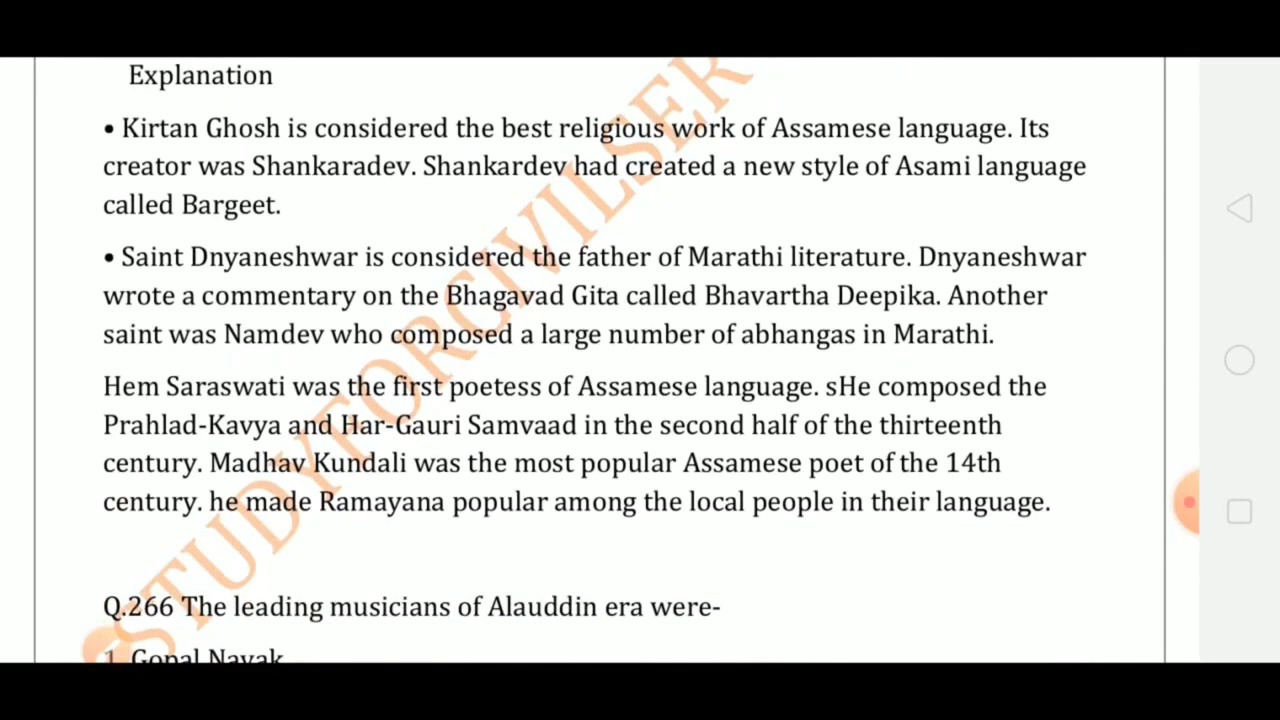 Explanation
• Kirtan Ghosh is considered the best religious work of Assamese language. Its
creator was Shankaradev. Shankardev had created a new style of Asami language
called Bargeet.
• Saint Dnyaneshwar is considered the father of Marathi literature. Dnyaneshwar
wrote a commentary on the Bhagavad Gita called Bhavartha Deepika. Another
saint was Namdev who composed a large number of abhangas in Marathi.
Hem Saraswati was the first poetess of Assamese language. sHe composed the
Prahlad-Kavya and Har-Gauri Samvaad in the second half of the thirteenth
century. Madhav Kundali was the most popular Assamese poet of the 14th
century. he made Ramayana popular among the local people in their language.
Q.266 The leading musicians of Alauddin era were-
1. Gopal Nayak
STUDYFORCIVILSER